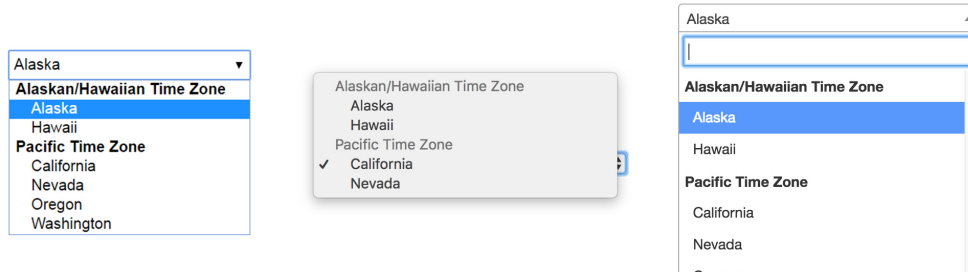 Alaska
Alaskan/Hawaiian Time Zone
Alaska
Hawaii
Pacific Time Zone
California
Nevada
Oregon
Washington
Alaskan/Hawaiian Time Zone
Alaska
Hawaii
Pacific Time Zone
California
Nevada
Alaska
Alaskan/Hawaiian Time Zone
Alaska
Hawaii
Pacific Time Zone
California
Nevada